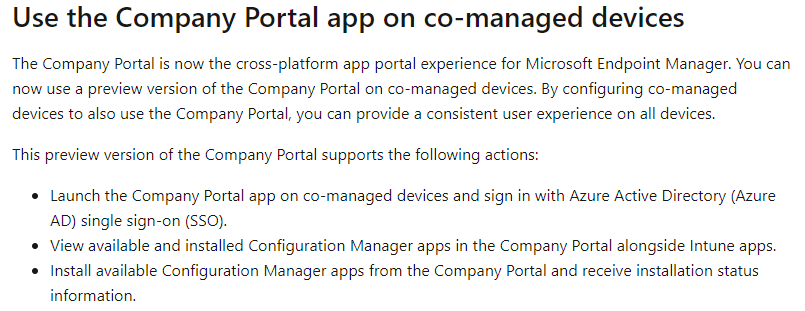 Use the Company Portal app on co-managed devices
The Company Portal is now the cross-platform app portal experience for Microsoft Endpoint Manager. You can
now use a preview version of the Company Portal on co-managed devices. By configuring co-managed
devices to also use the Company Portal, you can provide a consistent user experience on all devices.
This preview version of the Company Portal supports the following actions:
• Launch the Company Portal app on co-managed devices and sign in with Azure Active Directory (Azure
AD) single sign-on (SSO).
• View available and installed Configuration Manager apps in the Company Portal alongside Intune apps.
• Install available Configuration Manager apps from the Company Portal and receive installation status
information.